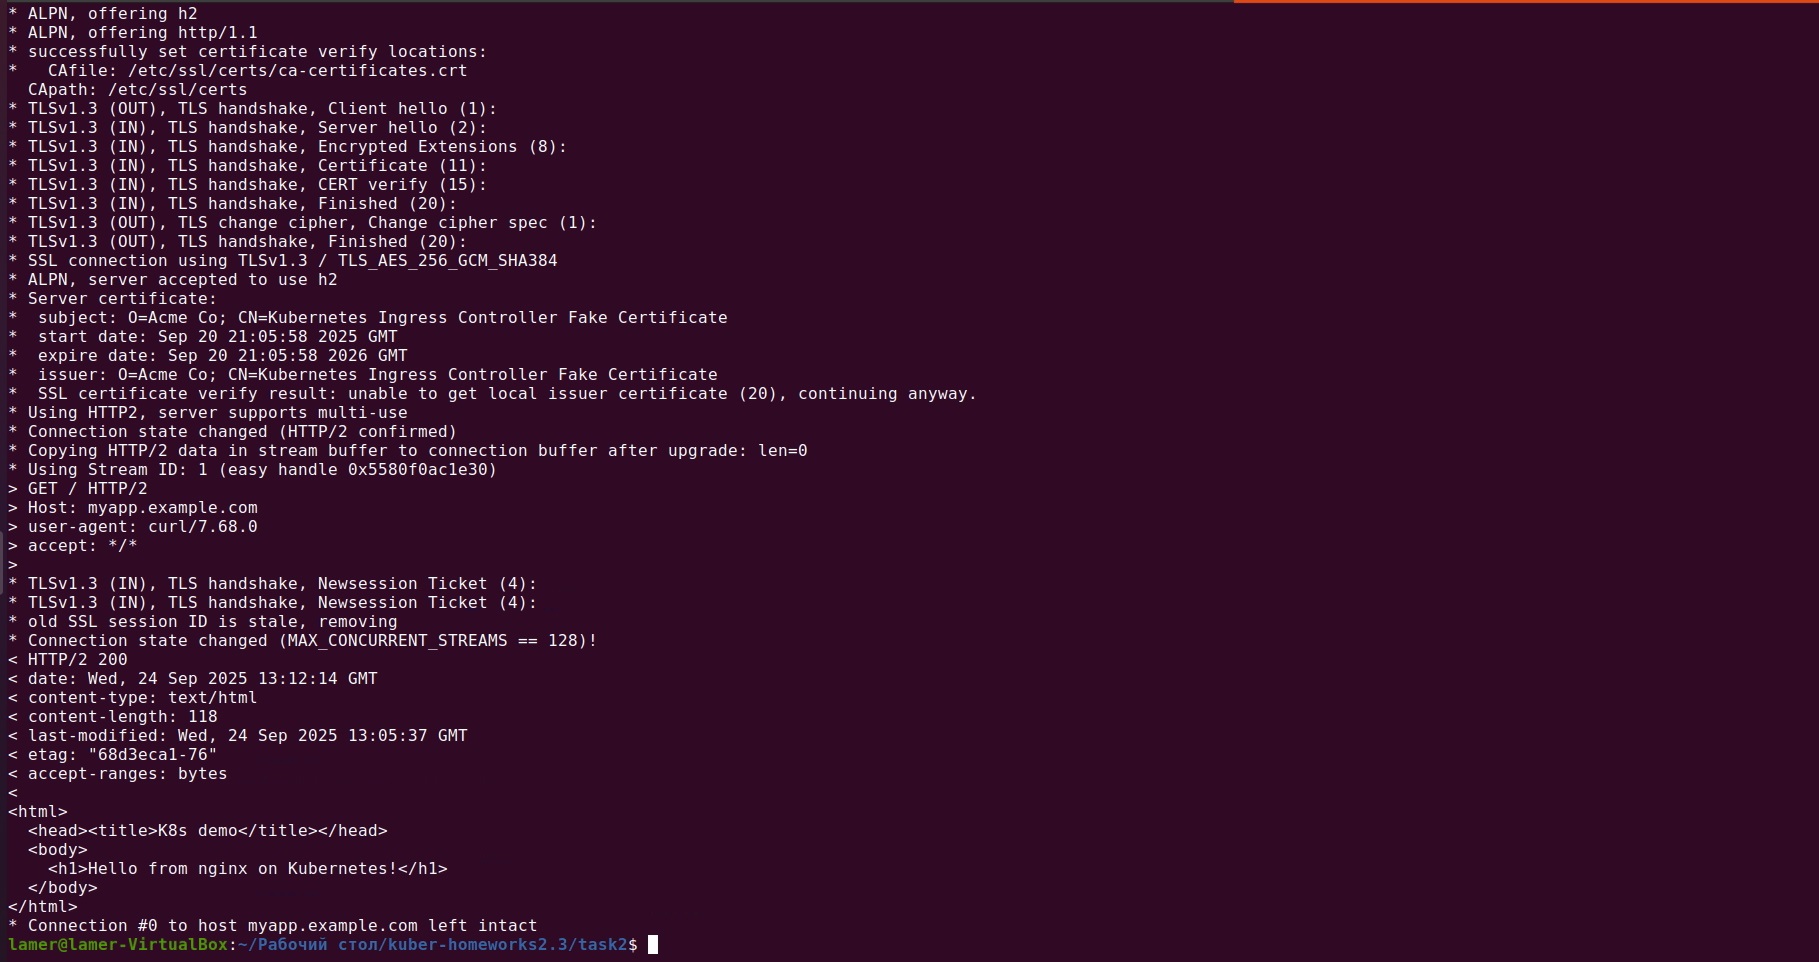 * ALPN, offering h2
* ALPN, offering http/1.1
* successfully set certificate verify locations:
*   CAfile: /etc/ssl/certs/ca-certificates.crt
  CApath: /etc/ssl/certs
* TLSv1.3 (OUT), TLS handshake, Client hello (1):
* TLSv1.3 (IN), TLS handshake, Server hello (2):
* TLSv1.3 (IN), TLS handshake, Encrypted Extensions (8):
* TLSv1.3 (IN), TLS handshake, Certificate (11):
* TLSv1.3 (IN), TLS handshake, CERT verify (15):
* TLSv1.3 (IN), TLS handshake, Finished (20):
* TLSv1.3 (OUT), TLS change cipher, Change cipher spec (1):
* TLSv1.3 (OUT), TLS handshake, Finished (20):
* SSL connection using TLSv1.3 / TLS_AES_256_GCM_SHA384
* ALPN, server accepted to use h2
* Server certificate:
*  subject: O=Acme Co; CN=Kubernetes Ingress Controller Fake Certificate
*  start date: Sep 20 21:05:58 2025 GMT
*  expire date: Sep 20 21:05:58 2026 GMT
*  issuer: O=Acme Co; CN=Kubernetes Ingress Controller Fake Certificate
*  SSL certificate verify result: unable to get local issuer certificate (20), continuing anyway.
* Using HTTP2, server supports multi-use
* Connection state changed (HTTP/2 confirmed)
* Copying HTTP/2 data in stream buffer to connection buffer after upgrade: len=0
* Using Stream ID: 1 (easy handle 0x5580f0ac1e30)
> GET / HTTP/2
> Host: myapp.example.com
> user-agent: curl/7.68.0
> accept: */*
>
* TLSv1.3 (IN), TLS handshake, Newsession Ticket (4):
* TLSv1.3 (IN), TLS handshake, Newsession Ticket (4):
* old SSL session ID is stale, removing
* Connection state changed (MAX_CONCURRENT_STREAMS == 128)!
< HTTP/2 200
< date: Wed, 24 Sep 2025 13:12:14 GMT
< content-type: text/html
< content-length: 118
< last-modified: Wed, 24 Sep 2025 13:05:37 GMT
< etag: "68d3eca1-76"
< accept-ranges: bytes
<
<html>
  <head><title>K8s demo</title></head>
  <body>
    <h1>Hello from nginx on Kubernetes!</h1>
  </body>
</html>
* Connection #0 to host myapp.example.com left intact
lamer@lamer-VirtualBox:~/Рабочий стол/kuber-homeworks2.3/task2$